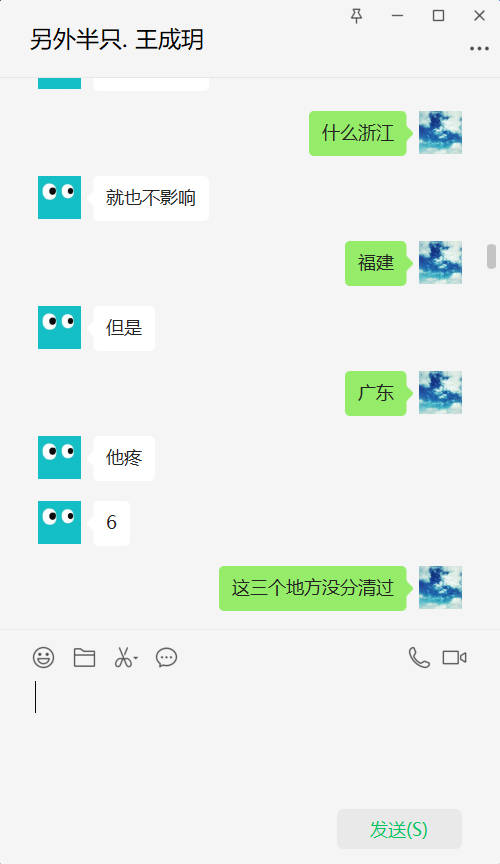 另外半只. 王成玥
什么浙江
就也不影响
福建
但是
广东
他疼
6
这三个地方没分清过
发送(S)